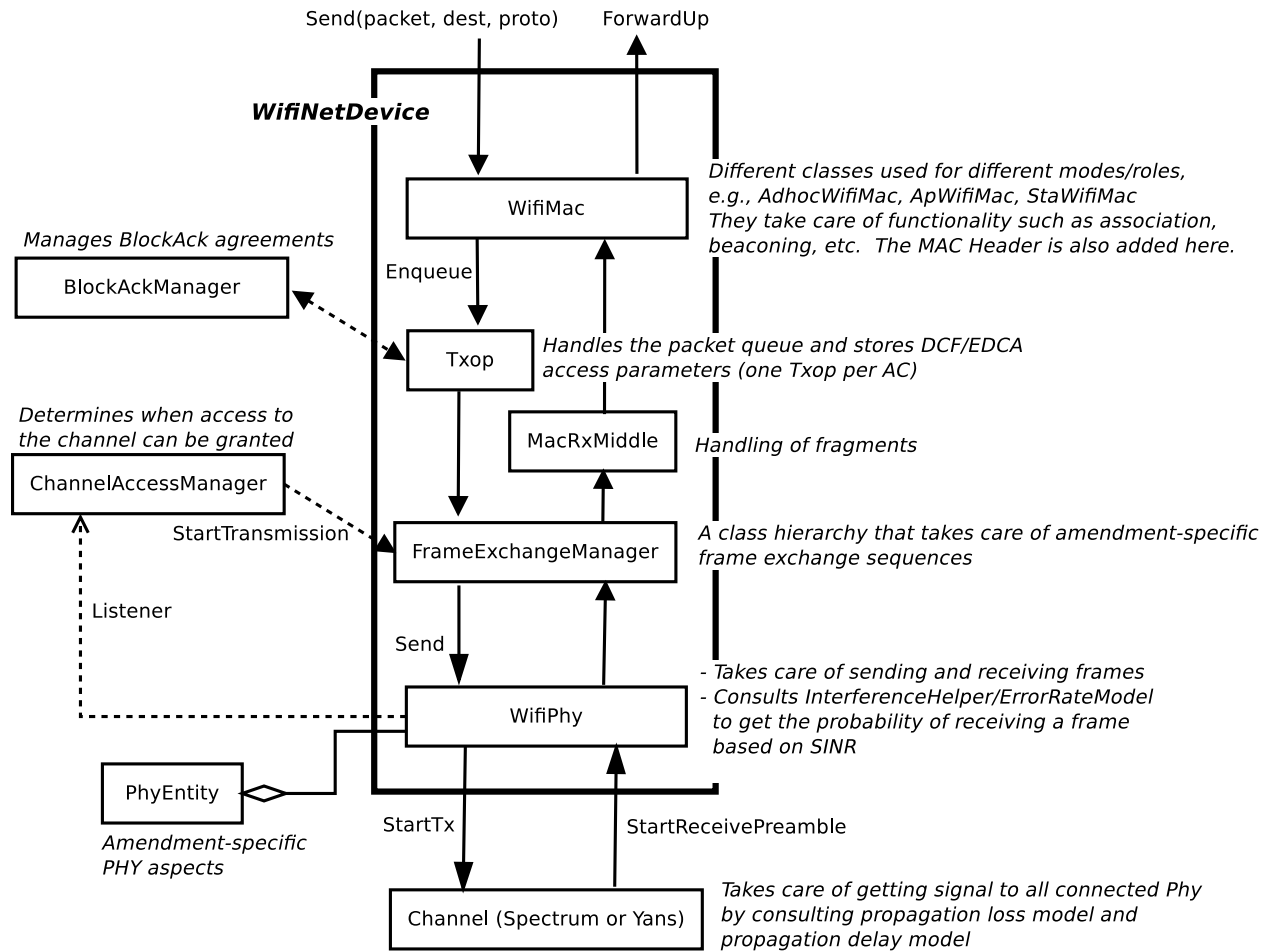 Send(packet, dest, proto)
ForwardUp
WifiNetDevice
WifiMac
Different classes used for different modes/roles,
e.g., AdhocWifiMac, ApWifiMac, StaWifiMac
They take care of functionality such as association,
beaconing, etc.  The MAC Header is also added here.
Manages BlockAck agreements
BlockAckManager
Enqueue
Txop
Handles the packet queue and stores DCF/EDCA
access parameters (one Txop per AC)
Determines when access to
the channel can be granted
ChannelAccessManager
MacRxMiddle
Handling of fragments
StartTransmission
FrameExchangeManager
A class hierarchy that takes care of amendment-specific
frame exchange sequences
Listener
Send
WifiPhy
- Takes care of sending and receiving frames
- Consults InterferenceHelper/ErrorRateModel
to get the probability of receiving a frame
based on SINR
PhyEntity
Amendment-specific
PHY aspects
StartTx
StartReceivePreamble
Channel (Spectrum or Yans)
Takes care of getting signal to all connected Phy
by consulting propagation loss model and
propagation delay model